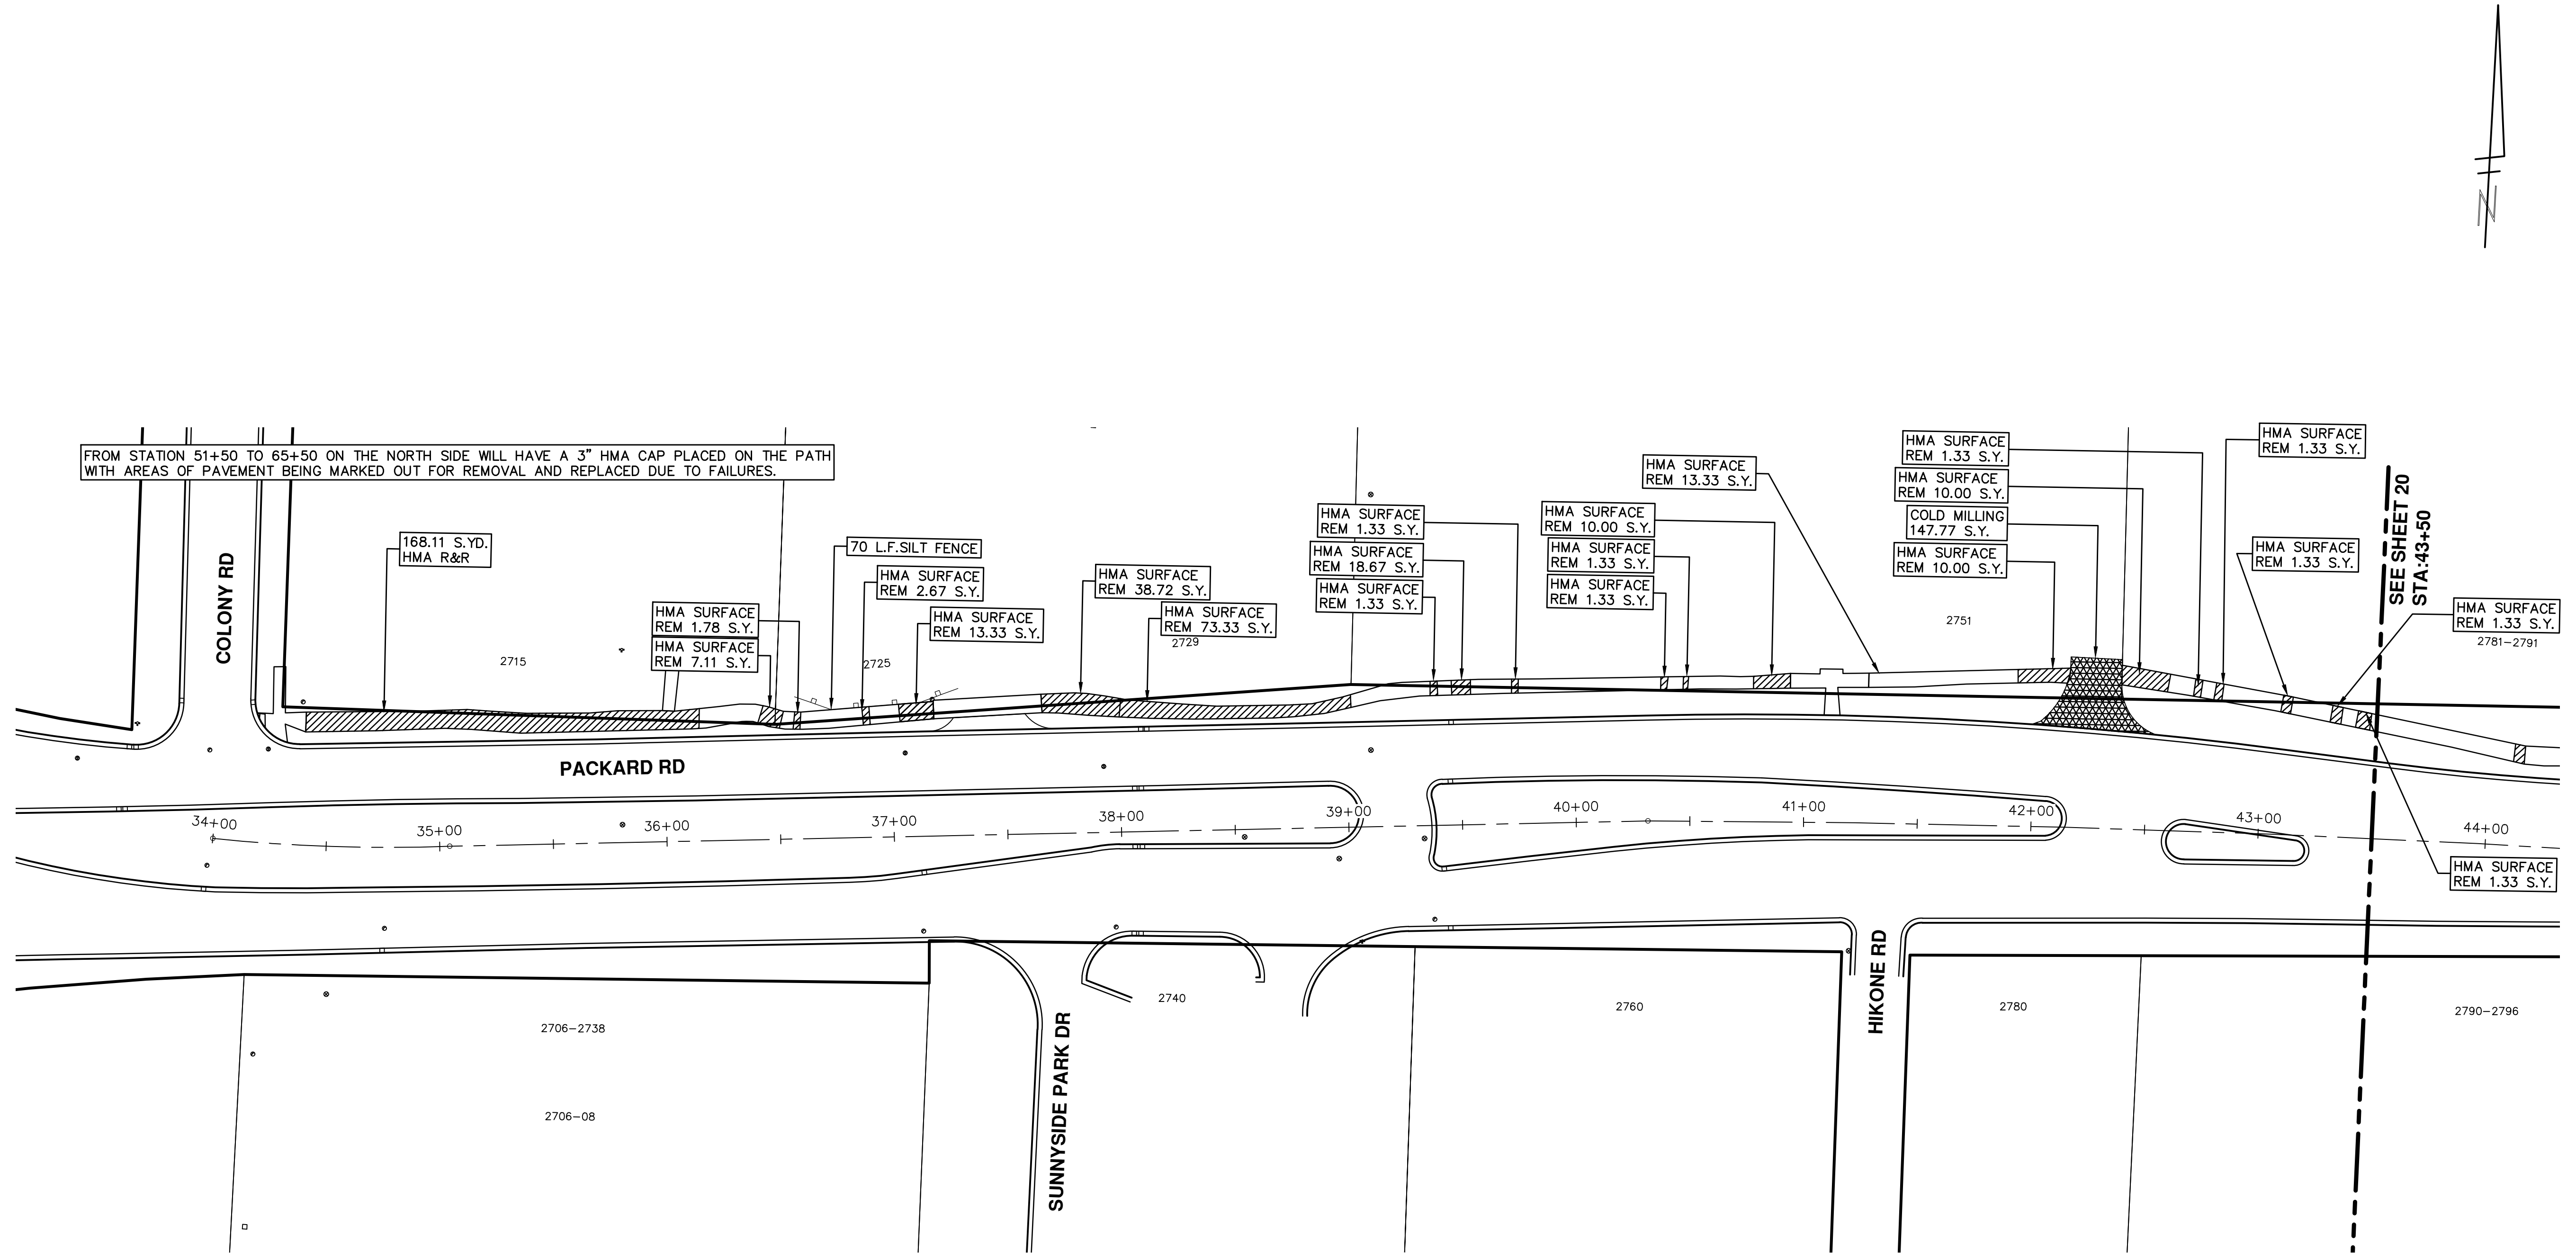 N
FROM STATION 51+50 TO 65+50 ON THE NORTH SIDE WILL HAVE A 3" HMA CAP PLACED ON THE PATH
WITH AREAS OF PAVEMENT BEING MARKED OUT FOR REMOVAL AND REPLACED DUE TO FAILURES.
COLONY RD
168.11 S.YD.
HMA R&R
2715
HMA SURFACE
REM 1.78 S.Y.
HMA SURFACE
REM 7.11 S.Y.
70 L.F.SILT FENCE
HMA SURFACE
REM 2.67 S.Y.
HMA SURFACE
REM 13.33 S.Y.
2725
HMA SURFACE
REM 38.72 S.Y.
HMA SURFACE
REM 73.33 S.Y.
2729
HMA SURFACE
REM 1.33 S.Y.
HMA SURFACE
REM 18.67 S.Y.
HMA SURFACE
REM 1.33 S.Y.
HMA SURFACE
REM 10.00 S.Y.
HMA SURFACE
REM 1.33 S.Y.
HMA SURFACE
REM 1.33 S.Y.
HMA SURFACE
REM 13.33 S.Y.
HMA SURFACE
REM 1.33 S.Y.
HMA SURFACE
REM 10.00 S.Y.
COLD MILLING
147.77 S.Y.
HMA SURFACE
REM 10.00 S.Y.
2751
HMA SURFACE
REM 1.33 S.Y.
HMA SURFACE
REM 1.33 S.Y.
SEE SHEET 20
STA:43+50
HMA SURFACE
REM 1.33 S.Y.
2781-2791
PACKARD RD
34+00
35+00
36+00
37+00
38+00
39+00
40+00
41+00
42+00
43+00
44+00
HMA SURFACE
REM 1.33 S.Y.
2706-2738
2706-08
SUNNYSIDE PARK DR
2740
2760
HIKONE RD
2780
2790-2796